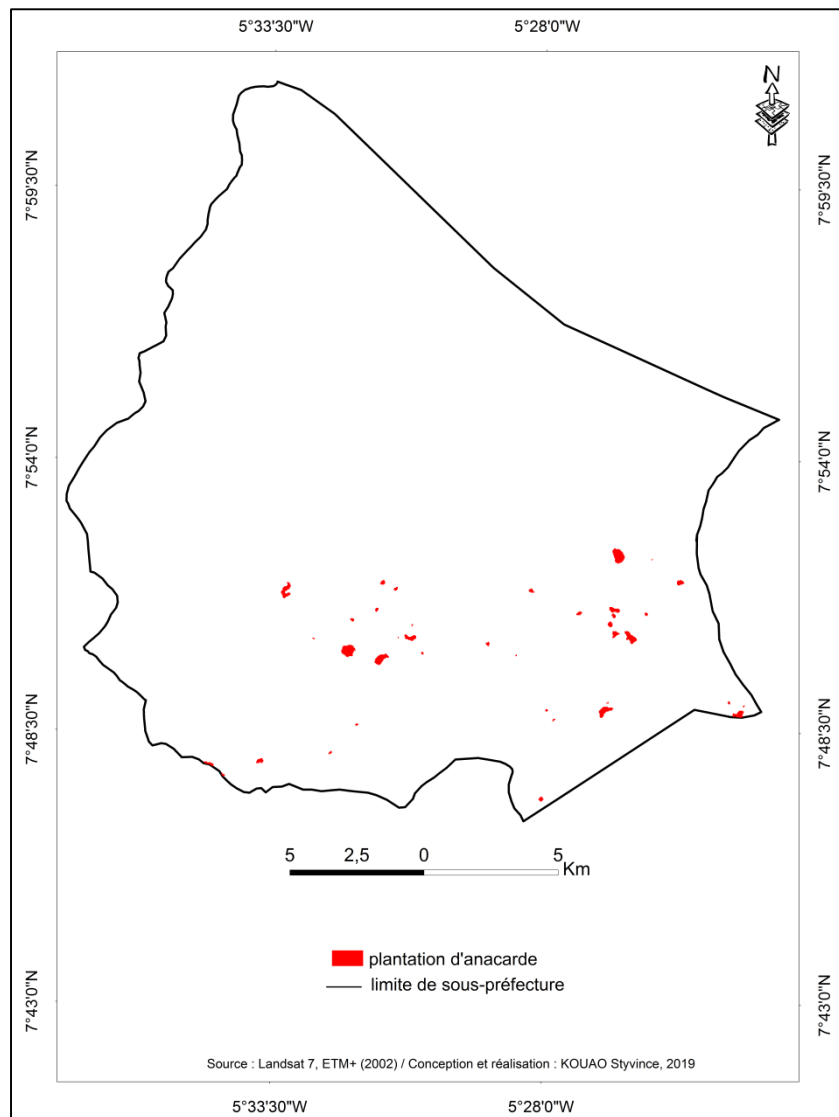 5°33'30"W 5°28'0"W
N
7°59'30"N 7°59'30"N
7°54'0"N 7°54'0"N
7°48'30"N 7°48'30"N
5 2,5 0 5
Km
plantation d'anacarde
limite de sous-préfecture
7°43'0"N 7°43'0"N
Source : Landsat 7, ETM+ (2002) / Conception et réalisation : KOUAO Styvince, 2019
5°33'30"W 5°28'0"W